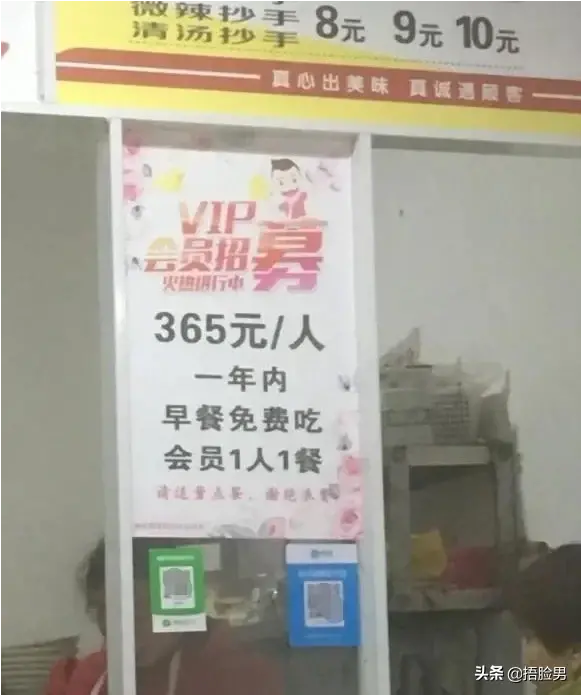 微辣抄手
清汤抄手 8元 9元 10元
真心出美味 真诚遇顾客
VIP
会员招募
火热进行中
365元/人
一年内
早餐免费吃
会员1人1餐
请适量点餐,谢绝浪费
头条 @捂脸男